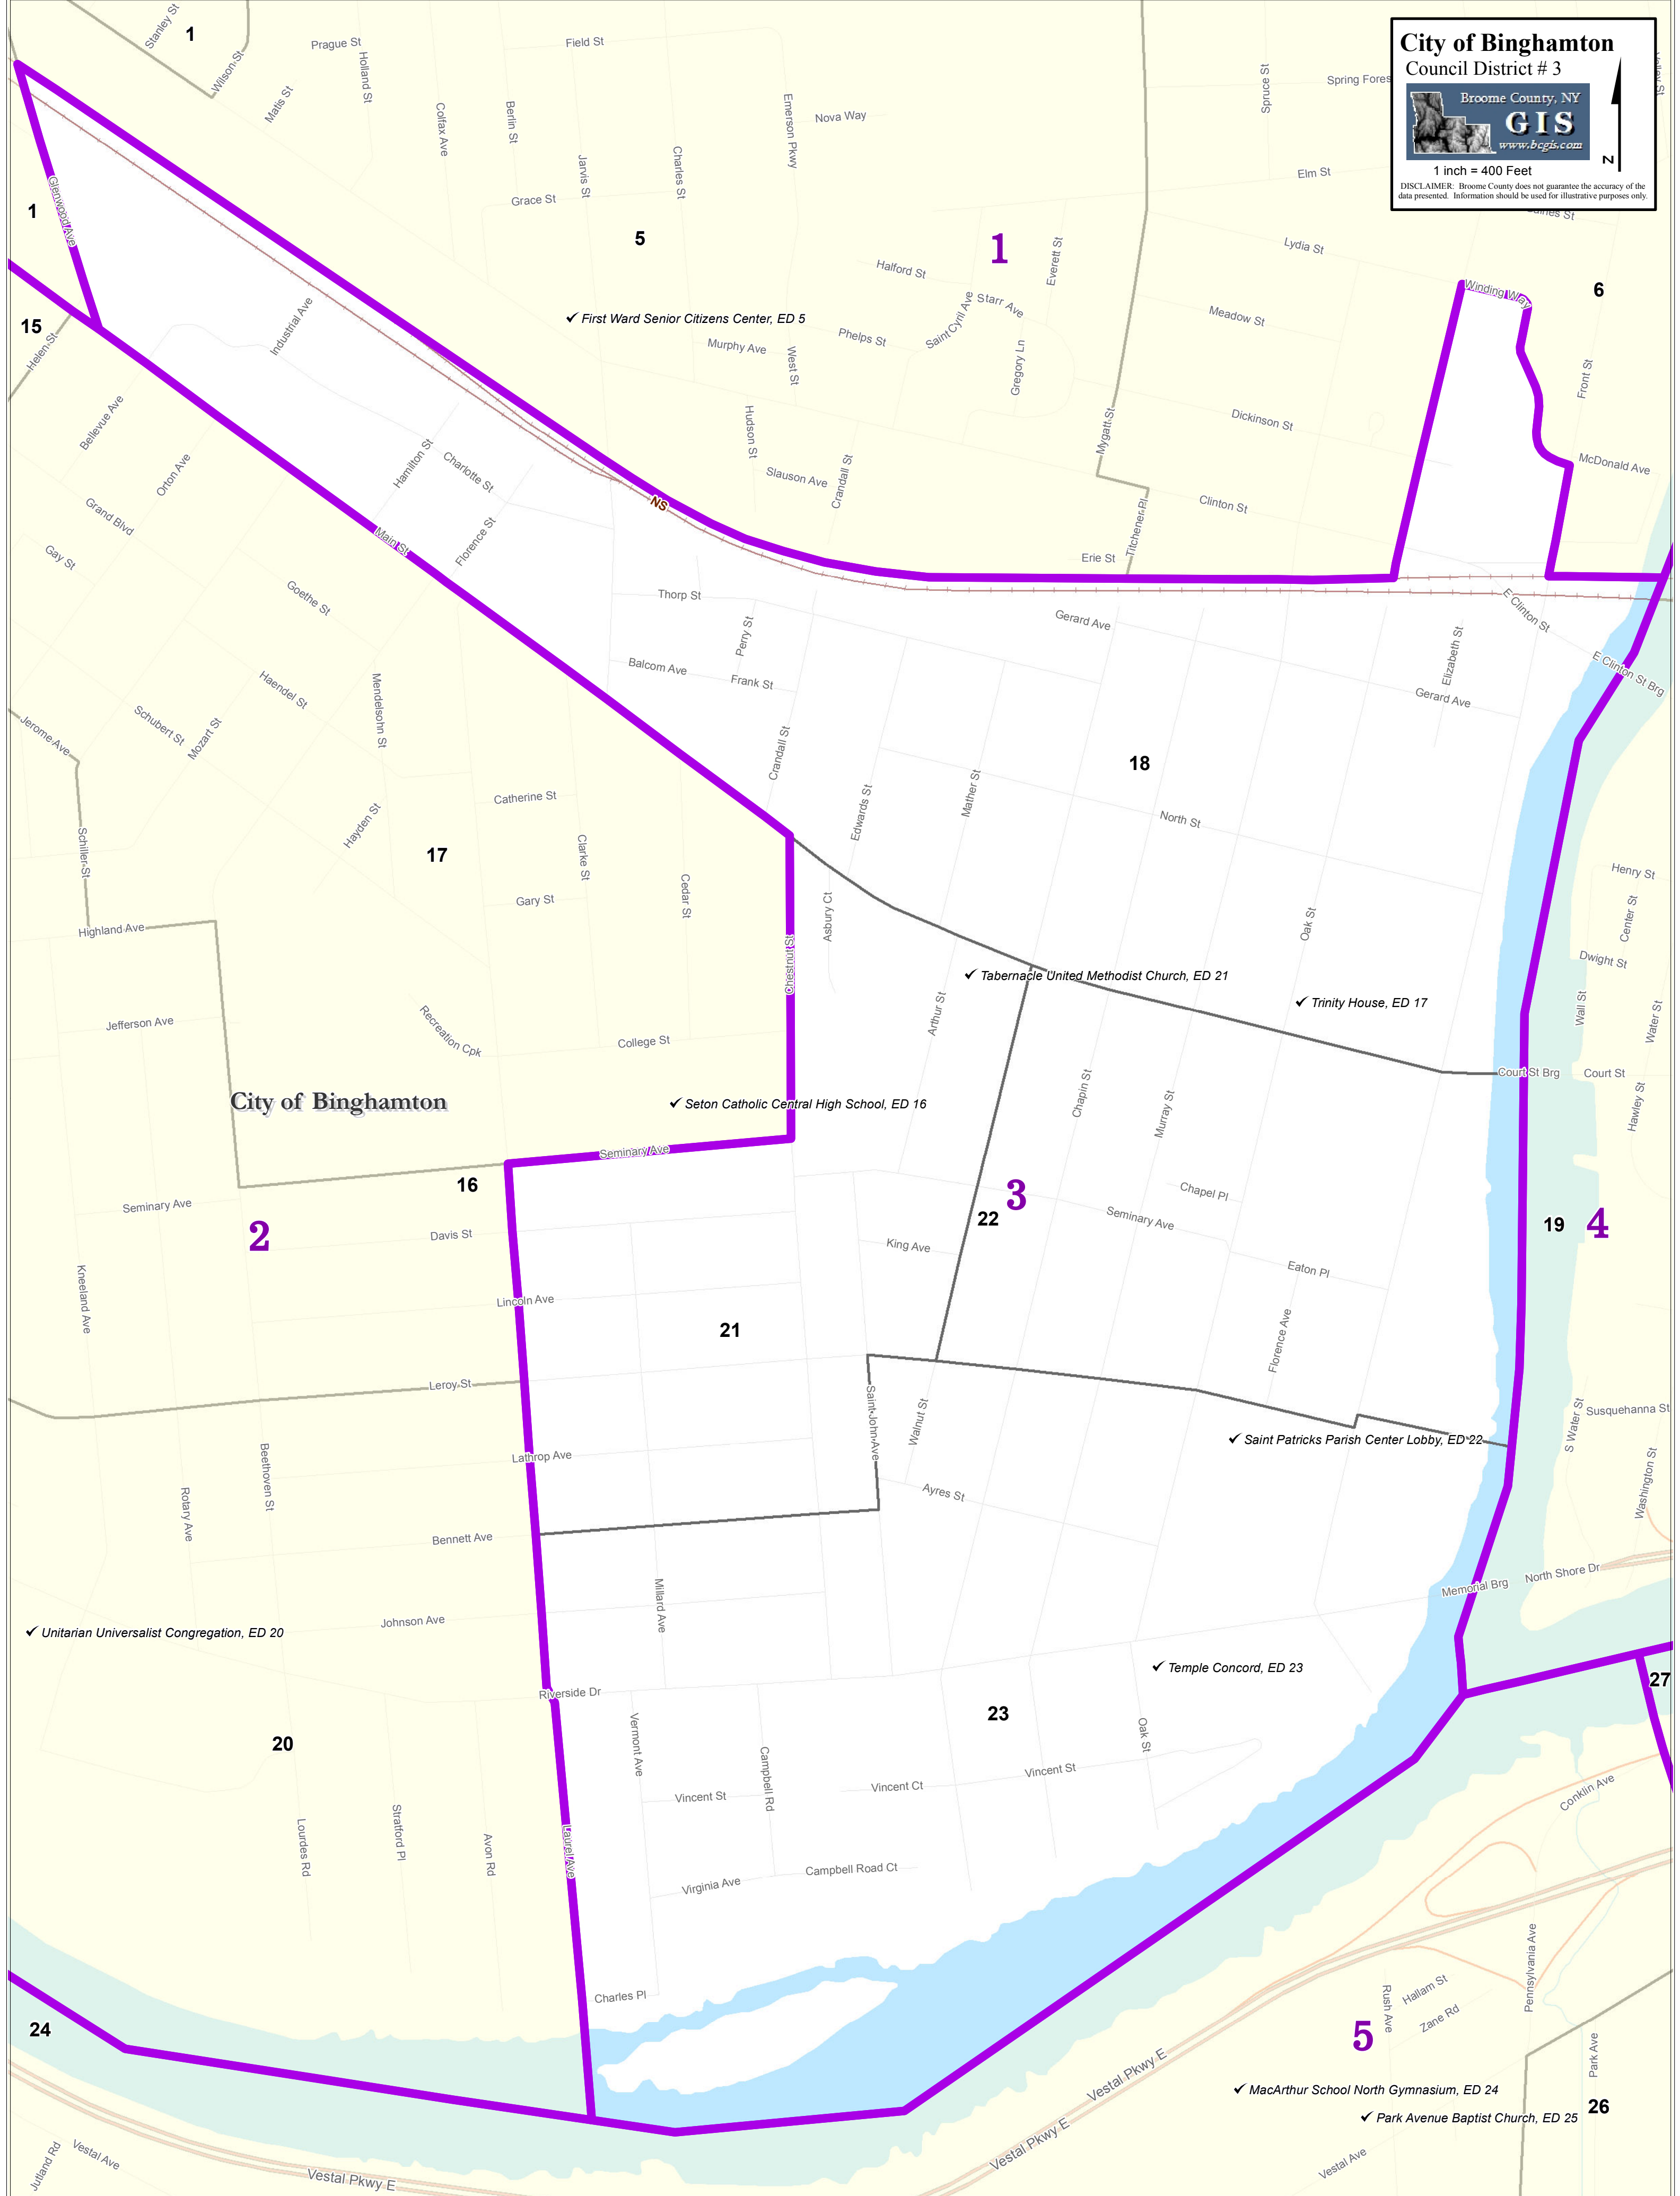 City of Binghamton
Council District # 3
Broome County, NY
GIS
www.bcgis.com
N
1 inch = 400 Feet
DISCLAIMER: Broome County does not guarantee the accuracy of the
data presented. Information should be used for illustrative purposes only.
Stanley St
1
Wilson St
Prague St
Holland St
Matis St
Field St
Colfax Ave
Berlin St
Jarvis St
Charles St
Emerson Pkwy
Nova Way
Grace St
Spruce St
Elm St
Lydia St
1
Glenwood Ave
5
1
Everett St
Halford St
Starr Ave
Saint Cyril Ave
Gregory Ln
Winding Way
6
Meadow St
15
Helen St
Industrial Ave
First Ward Senior Citizens Center, ED 5
Murphy Ave
West St
Phelps St
Front St
Bellevue Ave
Orton Ave
Hamilton St
Charlotte St
Hudson St
Slauson Ave
Crandall St
Mygatt St
Dickinson St
McDonald Ave
Grand Blvd
Gay St
Main St
Florence St
NS
Clinton St
Titchener Pl
Erie St
Goethe St
Thorp St
Perry St
Gerard Ave
E Clinton St
Elizabeth St
E Clinton St Brg
Balcom Ave
Frank St
Gerard Ave
Haendel St
Mendelsohn St
Schubert St
Mozart St
Jerome Ave
Crandall St
Edwards St
Mather St
18
North St
Catherine St
Hayden St
Schiller St
17
Clarke St
Cedar St
Gary St
Asbury Ct
Chestnut St
Oak St
Henry St
Center St
Dwight St
Highland Ave
Tabernacle United Methodist Church, ED 21
Trinity House, ED 17
Arthur St
Wall St
Water St
Jefferson Ave
Recreation Cpk
College St
Court St Brg
Court St
Hawley St
City of Binghamton
Seton Catholic Central High School, ED 16
Chapin St
Murray St
Seminary Ave
16
Seminary Ave
2
Davis St
3
22
Chapel Pl
Seminary Ave
19
4
King Ave
Eaton Pl
Kneeland Ave
Lincoln Ave
21
Florence Ave
Leroy St
Saint John Ave
Walnut St
Saint Patricks Parish Center Lobby, ED 22
S Water St
Susquehanna St
Lathrop Ave
Beethoven St
Rotary Ave
Ayres St
Washington St
Bennett Ave
Millard Ave
Memorial Brg
North Shore Dr
Johnson Ave
Unitarian Universalist Congregation, ED 20
Temple Concord, ED 23
27
Riverside Dr
20
Vermont Ave
23
Oak St
Campbell Rd
Vincent St
Vincent Ct
Vincent St
Conklin Ave
Lourdes Rd
Stratford Pl
Avon Rd
Laurel Ave
Virginia Ave
Campbell Road Ct
Charles Pl
Pennsylvania Ave
Rush Ave
Hallam St
Zane Rd
24
5
Park Ave
Vestal Pkwy E
MacArthur School North Gymnasium, ED 24
Park Avenue Baptist Church, ED 25
26
Vestal Pkwy E
Vestal Ave
Jutland Rd
Vestal Ave
Vestal Pkwy E